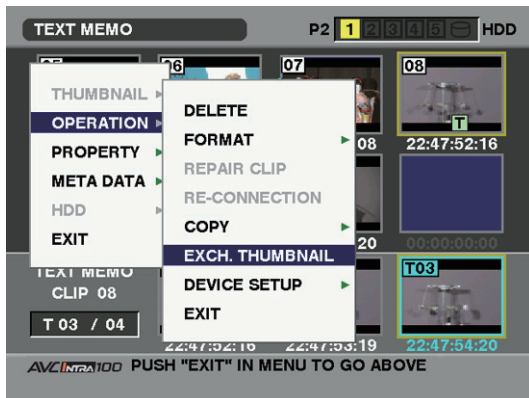 TEXT MEMO
P2 1 2 3 4 5 HDD
06 07 08
THUMBNAIL
OPERATION
PROPERTY
META DATA
HDD
EXIT
DELETE
FORMAT
REPAIR CLIP
RE-CONNECTION
COPY
EXCH. THUMBNAIL
DEVICE SETUP
EXIT
T
08 22:47:52:16
20 00:00:00:00
TEXT MEMO
CLIP 08
T 03 / 04
T03
22:47:52:16 22:47:53:19 22:47:54:20
AVC INTRA 100 PUSH "EXIT" IN MENU TO GO ABOVE